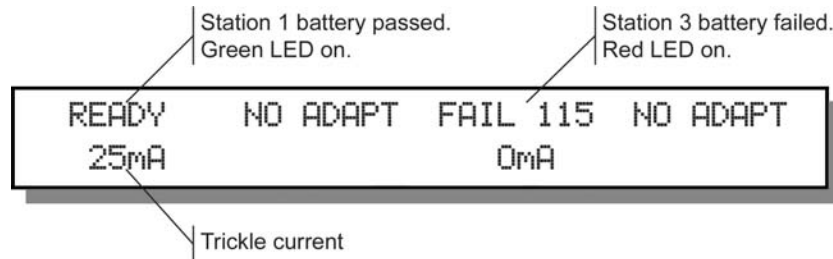 Station 1 battery passed.
Green LED on.
Station 3 battery failed.
Red LED on.
READY NO ADAPT FAIL 115 NO ADAPT
25mA 0mA
Trickle current